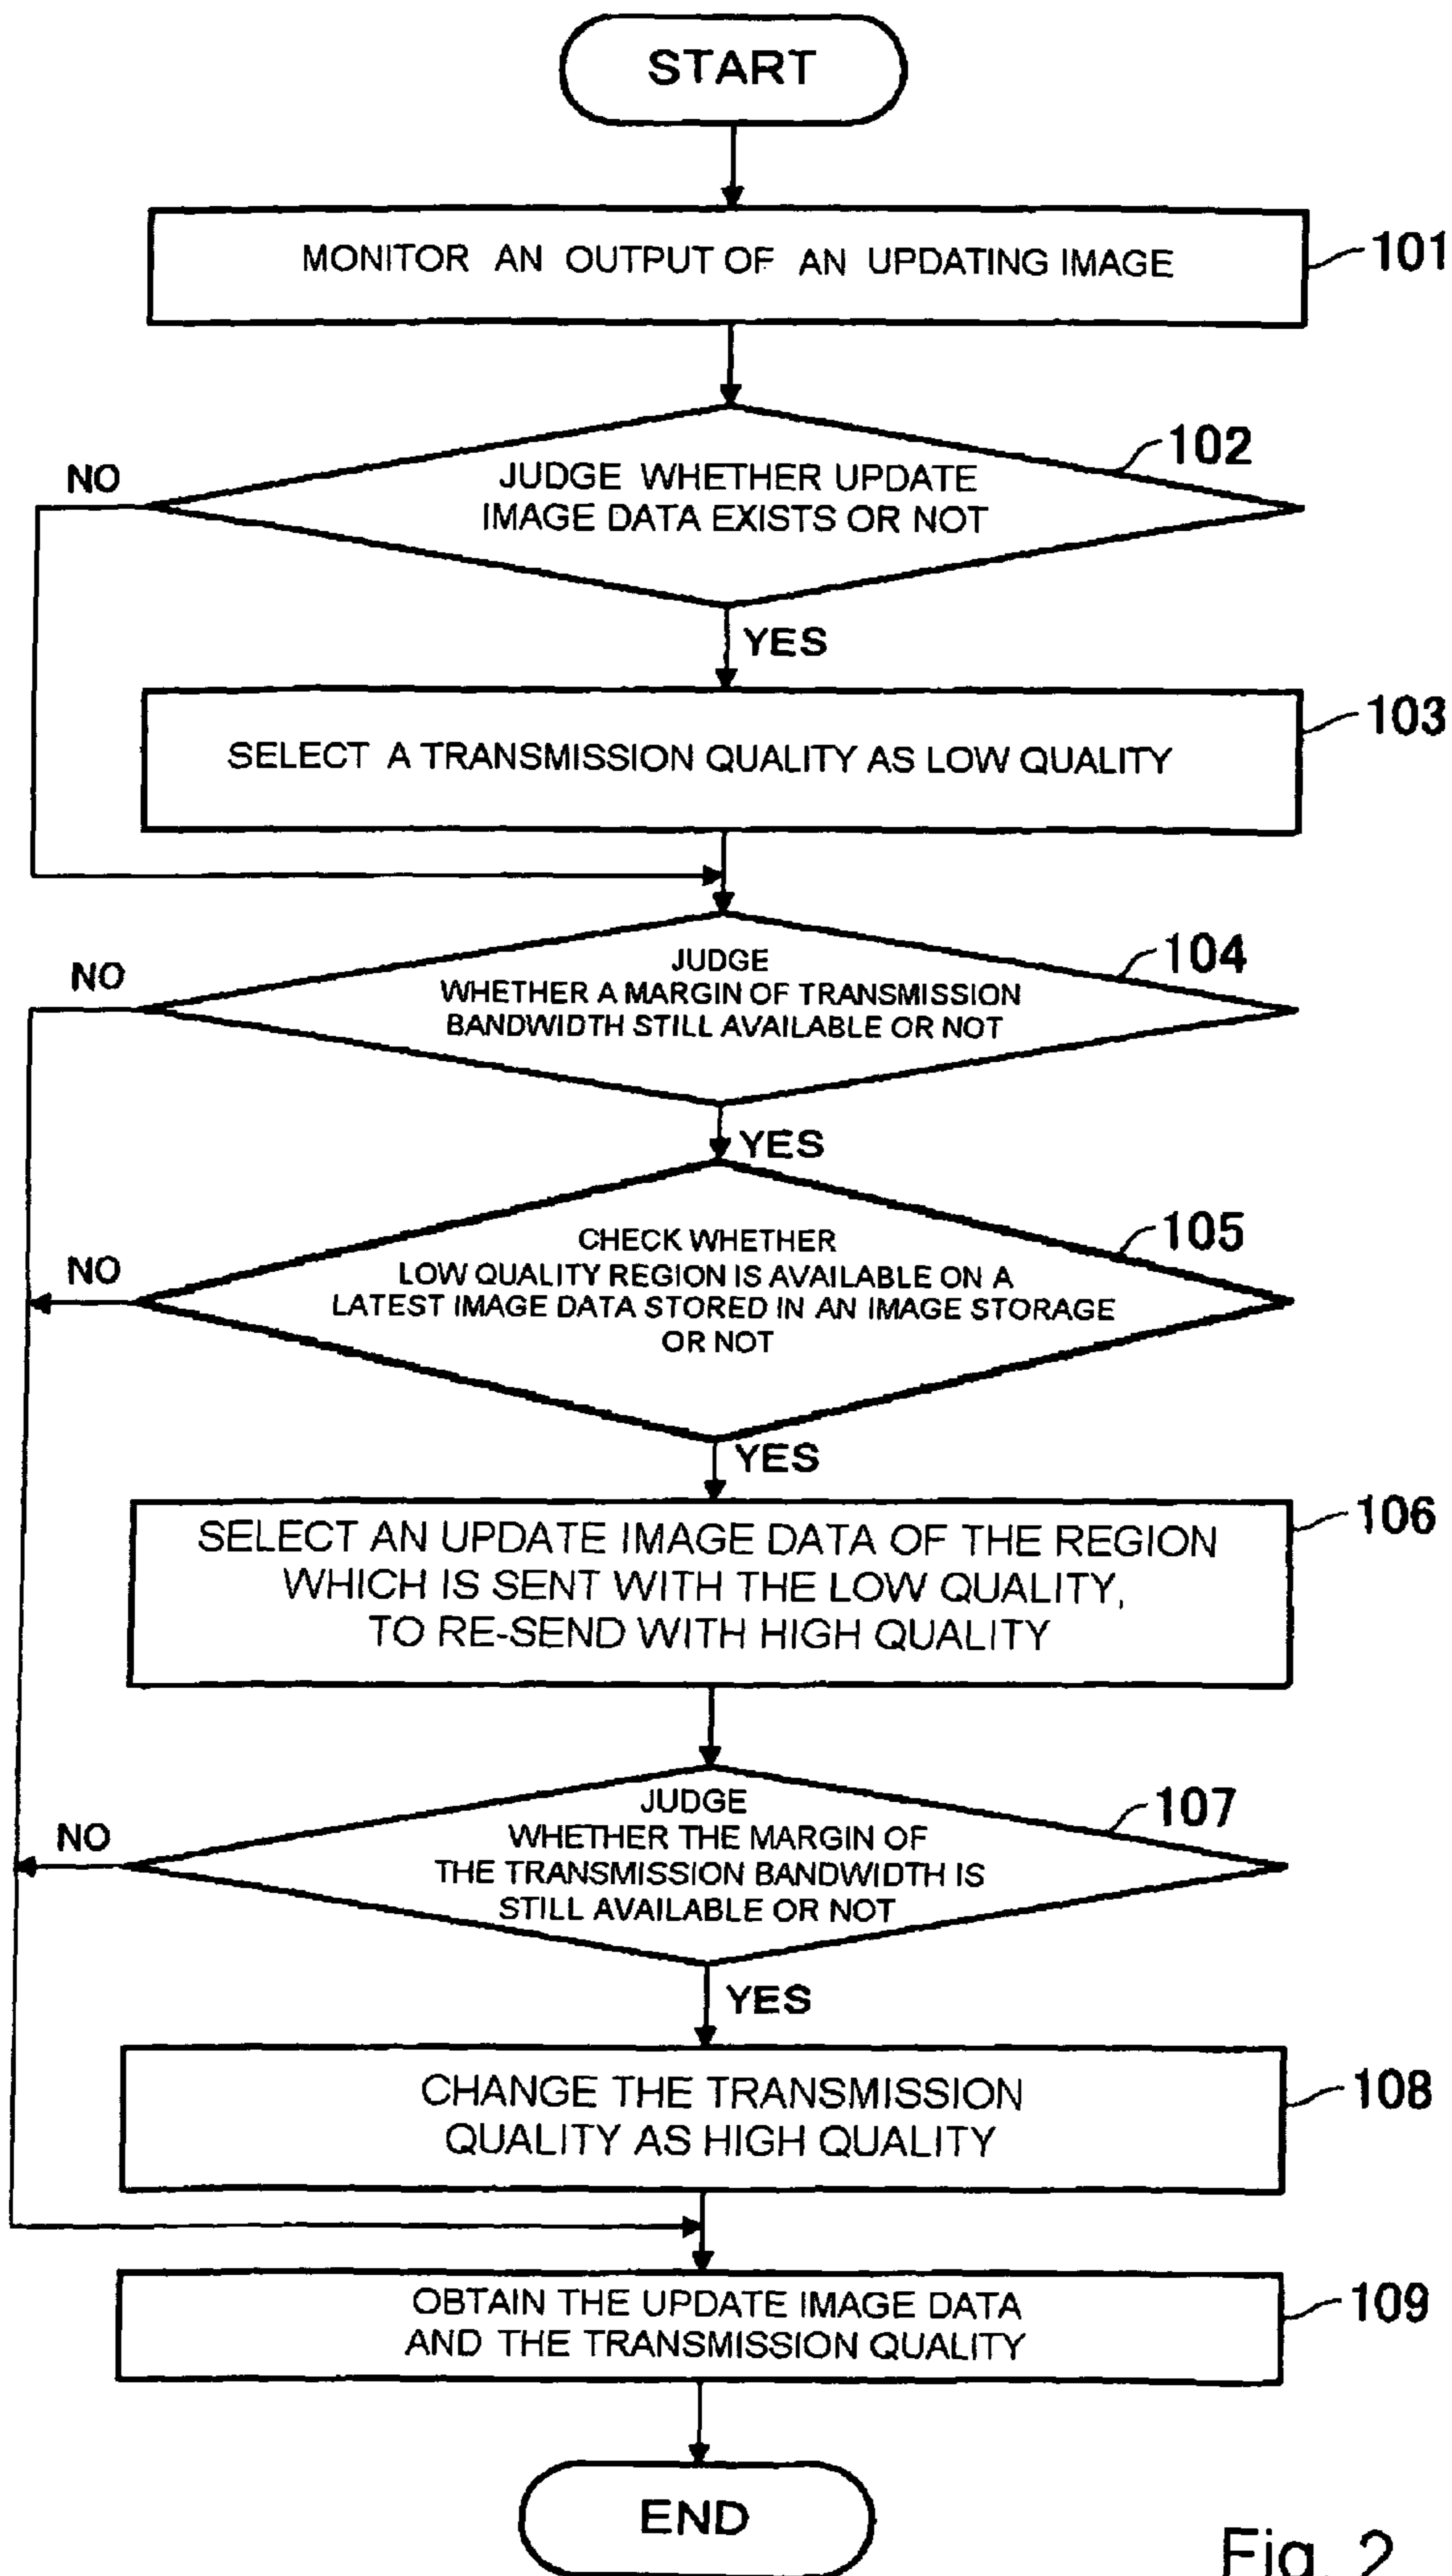 START
MONITOR AN OUTPUT OF AN UPDATING IMAGE
101
102
NO
JUDGE WHETHER UPDATE
IMAGE DATA EXISTS OR NOT
YES
103
SELECT A TRANSMISSION QUALITY AS LOW QUALITY
104
NO
JUDGE
WHETHER A MARGIN OF TRANSMISSION
BANDWIDTH STILL AVAILABLE OR NOT
YES
105
NO
CHECK WHETHER
LOW QUALITY REGION IS AVAILABLE ON A
LATEST IMAGE DATA STORED IN AN IMAGE STORAGE
OR NOT
YES
106
SELECT AN UPDATE IMAGE DATA OF THE REGION
WHICH IS SENT WITH THE LOW QUALITY,
TO RE-SEND WITH HIGH QUALITY
107
NO
JUDGE
WHETHER THE MARGIN OF
THE TRANSMISSION BANDWIDTH IS
STILL AVAILABLE OR NOT
YES
108
CHANGE THE TRANSMISSION
QUALITY AS HIGH QUALITY
109
OBTAIN THE UPDATE IMAGE DATA
AND THE TRANSMISSION QUALITY
END
Fig. 2